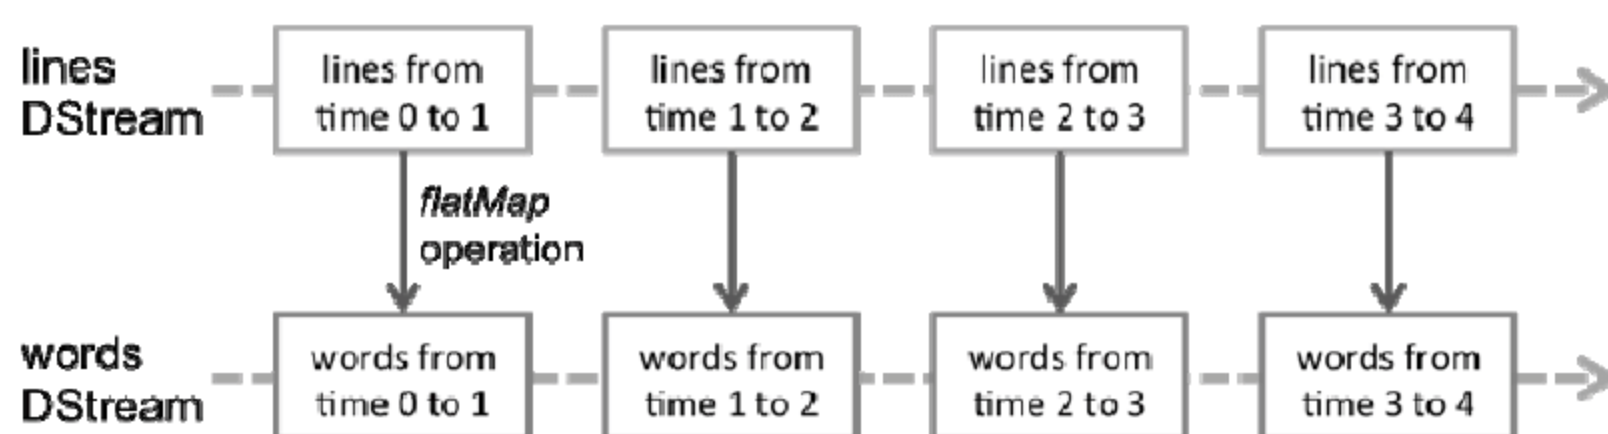 lines
DStream
lines from
time 0 to 1
lines from
time 1 to 2
lines from
time 2 to 3
lines from
time 3 to 4
flatMap
operation
words
DStream
words from
time 0 to 1
words from
time 1 to 2
words from
time 2 to 3
words from
time 3 to 4